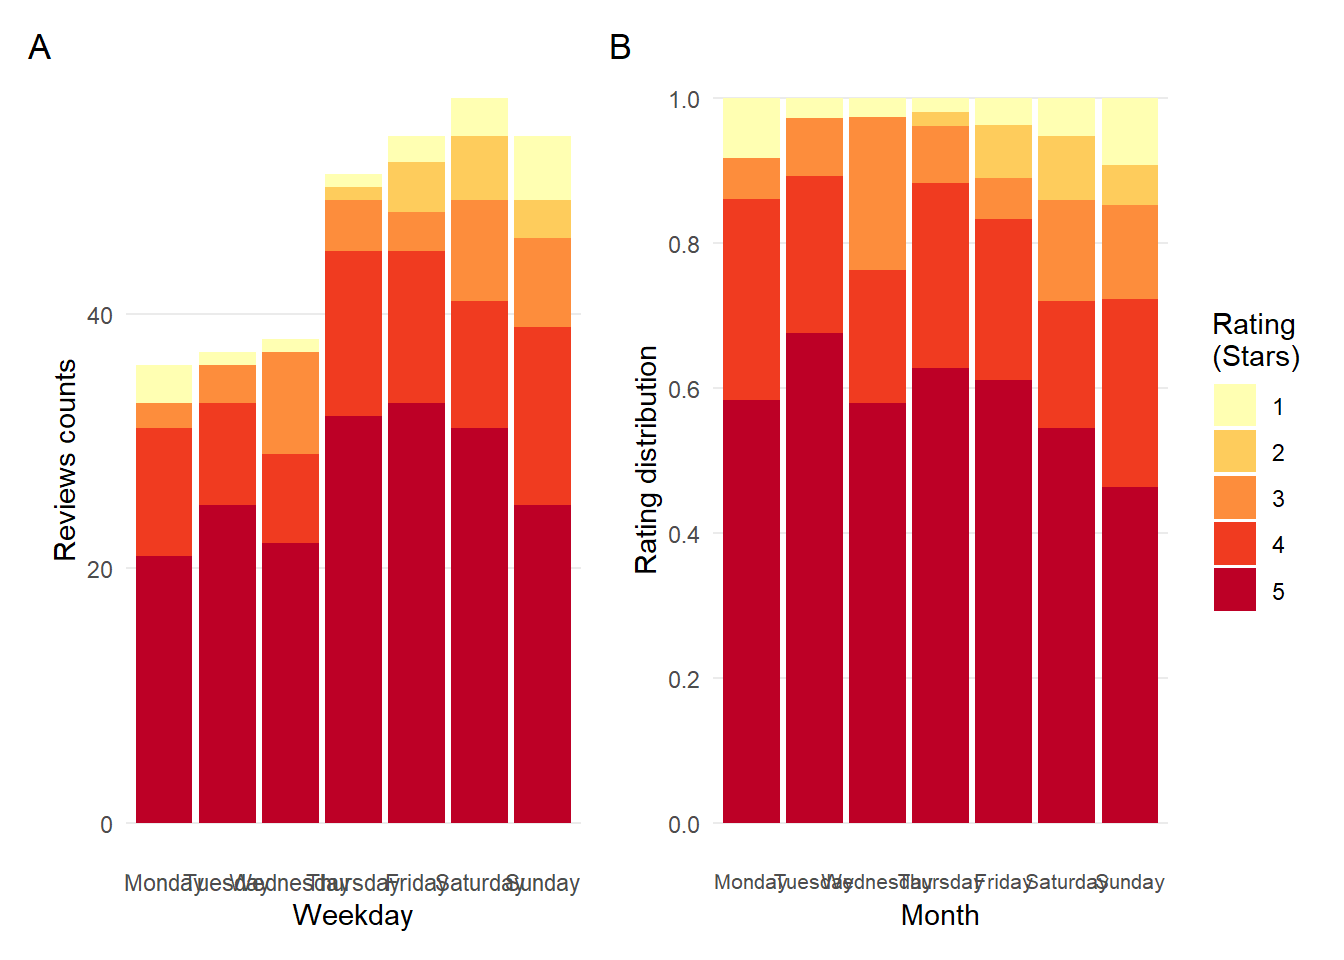 A
B
Reviews counts
40
20
0
Monday Tuesday Wednesday Thursday Friday Saturday Sunday
Weekday
Rating distribution
1.0
0.8
0.6
0.4
0.2
0.0
Monday Tuesday Wednesday Thursday Friday Saturday Sunday
Month
Rating
(Stars)
1
2
3
4
5